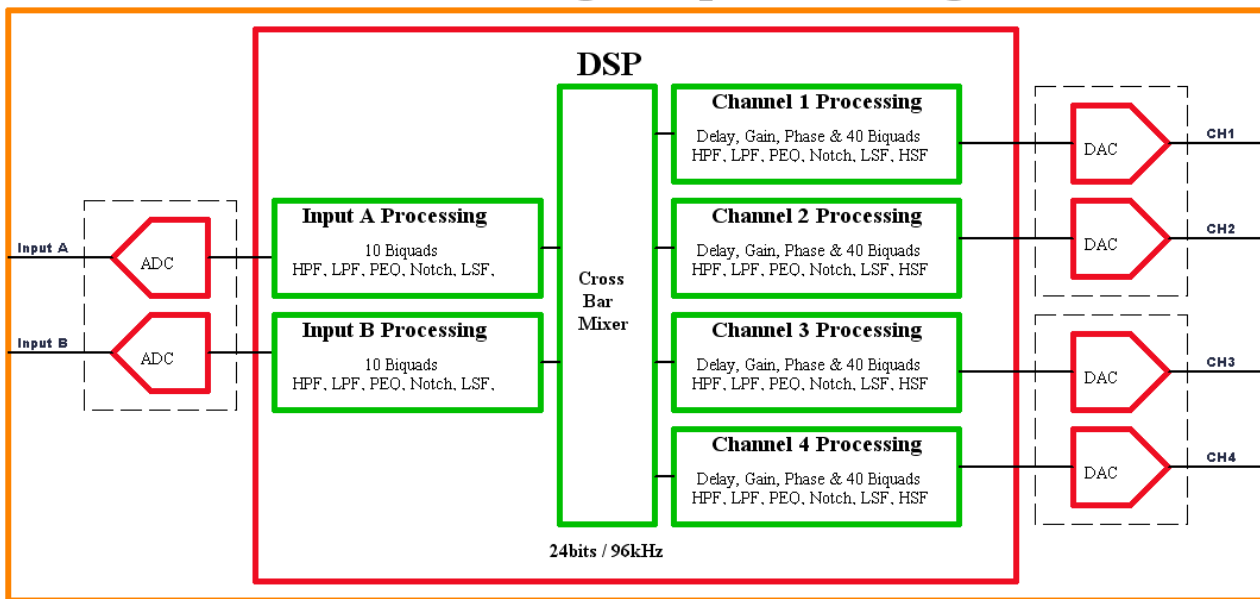 DSP
Channel 1 Processing
Delay, Gain, Phase & 40 Biquads
HPF, LPF, PEQ, Notch, LSF, HSF
DAC
CH1
Input A Processing
10 Biquads
HPF, LPF, PEQ, Notch, LSF,
Input A
ADC
Channel 2 Processing
Delay, Gain, Phase & 40 Biquads
HPF, LPF, PEQ, Notch, LSF, HSF
DAC
CH2
Cross
Bar
Mixer
Input B Processing
10 Biquads
HPF, LPF, PEQ, Notch, LSF,
Input B
ADC
Channel 3 Processing
Delay, Gain, Phase & 40 Biquads
HPF, LPF, PEQ, Notch, LSF, HSF
DAC
CH3
Channel 4 Processing
Delay, Gain, Phase & 40 Biquads
HPF, LPF, PEQ, Notch, LSF, HSF
DAC
CH4
24bits / 96kHz